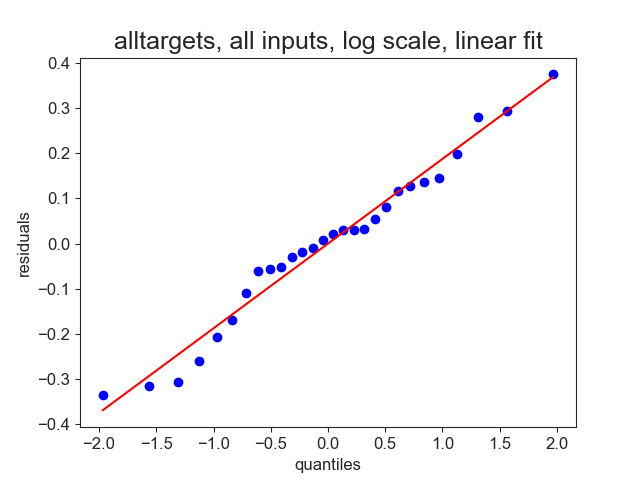 alltargets, all inputs, log scale, linear fit
0.4
0.3
0.2
0.1
0.0
−0.1
−0.2
−0.3
−0.4
residuals
−2.0 −1.5 −1.0 −0.5 0.0 0.5 1.0 1.5 2.0
quantiles